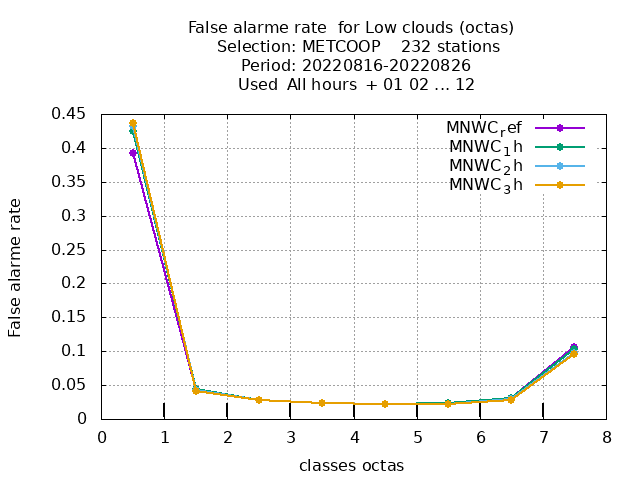 False alarme rate  for Low clouds (octas)
Selection: METCOOP    232 stations
Period: 20220816-20220826
Used  All hours  + 01 02 ... 12
MNWC_ref
MNWC_1h
MNWC_2h
MNWC_3h
0.45
0.4
0.35
0.3
0.25
0.2
0.15
0.1
0.05
0
False alarme rate
0 1 2 3 4 5 6 7 8
classes octas